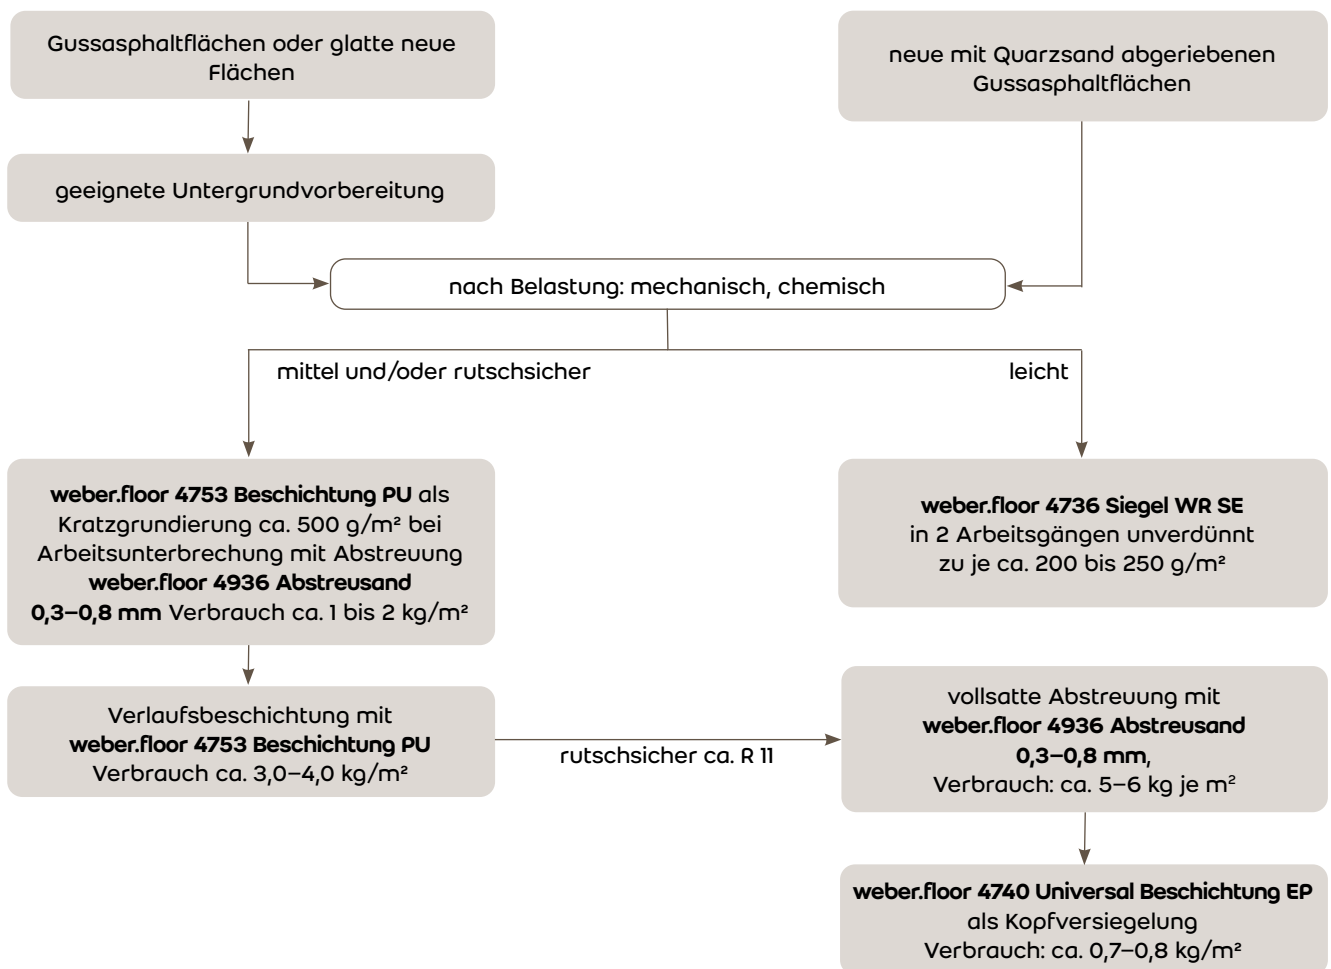 Gussasphaltflächen oder glatte neue
Flächen
neue mit Quarzsand abgeriebenen
Gussasphaltflächen
geeignete Untergrundvorbereitung
nach Belastung: mechanisch, chemisch
mittel und/oder rutschsicher
leicht
weber.floor 4753 Beschichtung PU als
Kratzgrundierung ca. 500 g/m² bei
Arbeitsunterbrechung mit Abstreuung
weber.floor 4936 Abstreusand
0,3–0,8 mm Verbrauch ca. 1 bis 2 kg/m²
weber.floor 4736 Siegel WR SE
in 2 Arbeitsgängen unverdünnt
zu je ca. 200 bis 250 g/m²
Verlaufsbeschichtung mit
weber.floor 4753 Beschichtung PU
Verbrauch ca. 3,0–4,0 kg/m²
rutschsicher ca. R 11
vollsatte Abstreuung mit
weber.floor 4936 Abstreusand
0,3–0,8 mm,
Verbrauch: ca. 5–6 kg je m²
weber.floor 4740 Universal Beschichtung EP
als Kopfversiegelung
Verbrauch: ca. 0,7–0,8 kg/m²